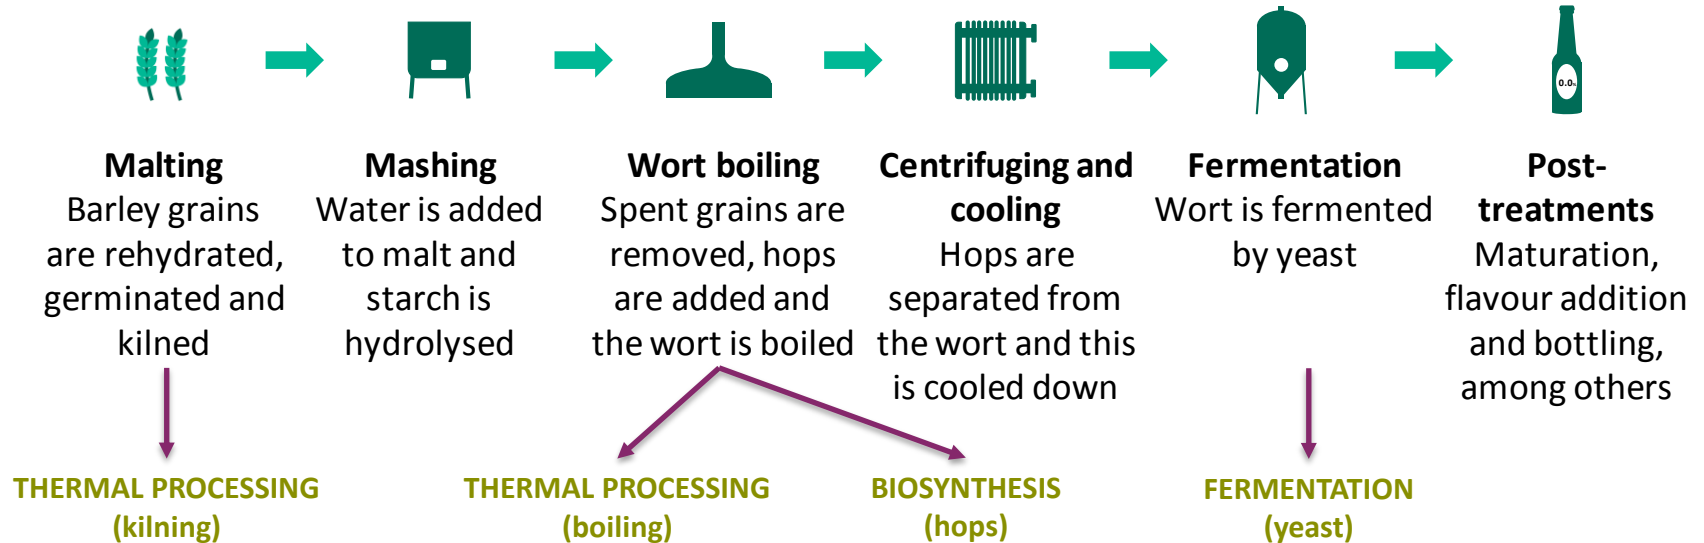 0.0%
Malting
Barley grains
are rehydrated,
germinated and
kilned
Mashing
Water is added
to malt and
starch is
hydrolysed
Wort boiling
Spent grains are
removed, hops
are added and
the wort is boiled
Centrifuging and
cooling
Hops are
separated from
the wort and this
is cooled down
Fermentation
Wort is fermented
by yeast
Post-
treatments
Maturation,
flavour addition
and bottling,
among others
THERMAL PROCESSING
(kilning)
THERMAL PROCESSING
(boiling)
BIOSYNTHESIS
(hops)
FERMENTATION
(yeast)